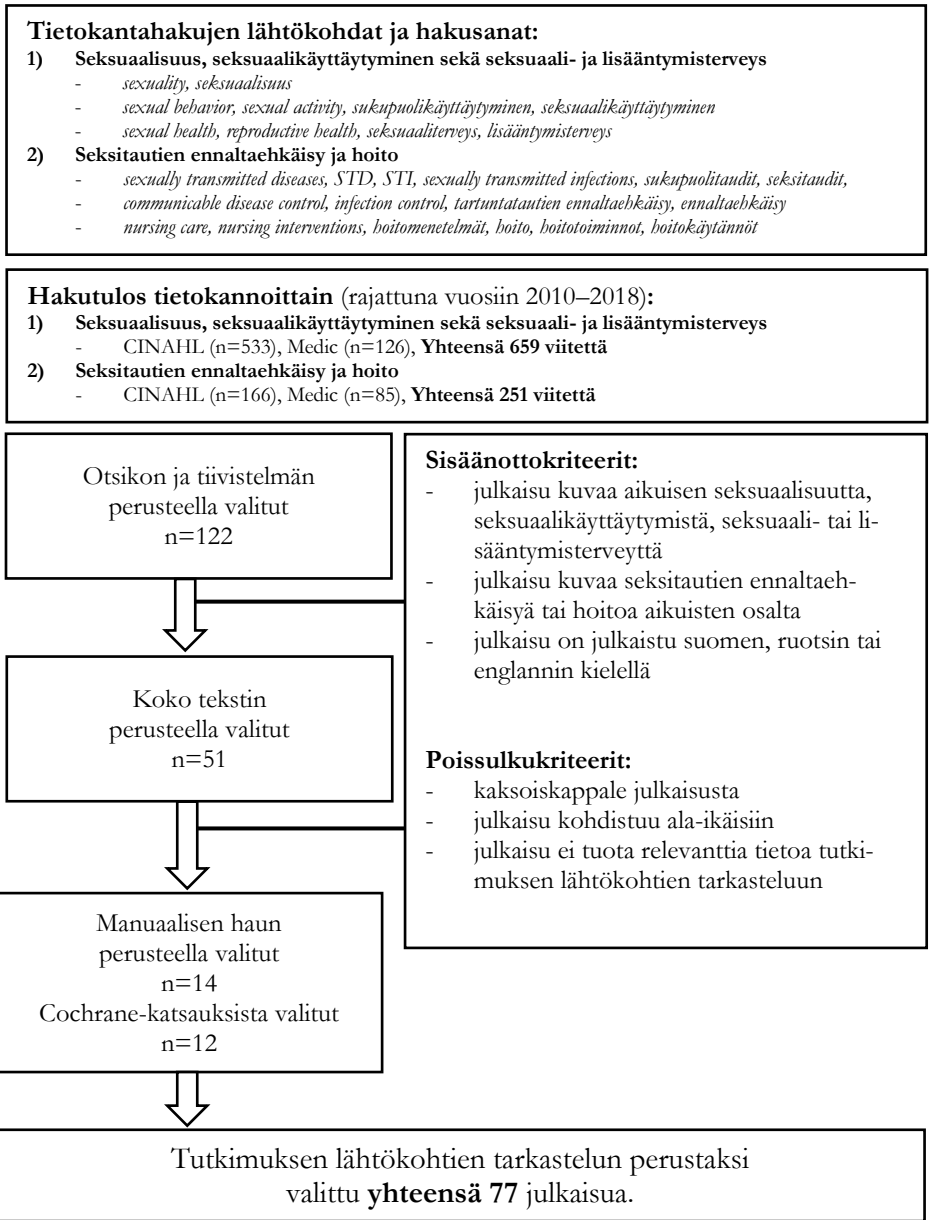 Tietokantahakujen lähtökohdat ja hakusanat:
1) Seksuaalisuus, seksuaalikäyttäytyminen sekä seksuaali- ja lisääntymisterveys
- sexuality, seksuaalisuus
- sexual behavior, sexual activity, sukupuolikäyttäytyminen, seksuaalikäyttäytyminen
- sexual health, reproductive health, seksuaaliterveys, lisääntymisterveys
2) Seksitautien ennaltaehkäisy ja hoito
- sexually transmitted diseases, STD, STI, sexually transmitted infections, sukupuolitaudit, seksitaudit,
- communicable disease control, infection control, tartuntatautien ennaltaehkäisy, ennaltaehkäisy
- nursing care, nursing interventions, hoitomenetelmät, hoito, hoitotoiminnot, hoitokäytännöt
Hakutulos tietokannoittain (rajattuna vuosiin 2010–2018):
1) Seksuaalisuus, seksuaalikäyttäytyminen sekä seksuaali- ja lisääntymisterveys
- CINAHL (n=533), Medic (n=126), Yhteensä 659 viitettä
2) Seksitautien ennaltaehkäisy ja hoito
- CINAHL (n=166), Medic (n=85), Yhteensä 251 viitettä
Otsikon ja tiivistelmän
perusteella valitut
n=122
Sisäänottokriteerit:
- julkaisu kuvaa aikuisen seksuaalisuutta,
seksuaalikäyttäytymistä, seksuaali- tai li-
sääntymisterveyttä
- julkaisu kuvaa seksitautien ennaltaeh-
käisyä tai hoitoa aikuisten osalta
- julkaisu on julkaistu suomen, ruotsin tai
englannin kielellä
Koko tekstin
perusteella valitut
n=51
Poissulkukriteerit:
- kaksoiskappale julkaisusta
- julkaisu kohdistuu ala-ikäisiin
- julkaisu ei tuota relevanttia tietoa tutki-
muksen lähtökohtien tarkasteluun
Manuaalisen haun
perusteella valitut
n=14
Cochrane-katsauksista valitut
n=12
Tutkimuksen lähtökohtien tarkastelun perustaksi
valittu yhteensä 77 julkaisua.